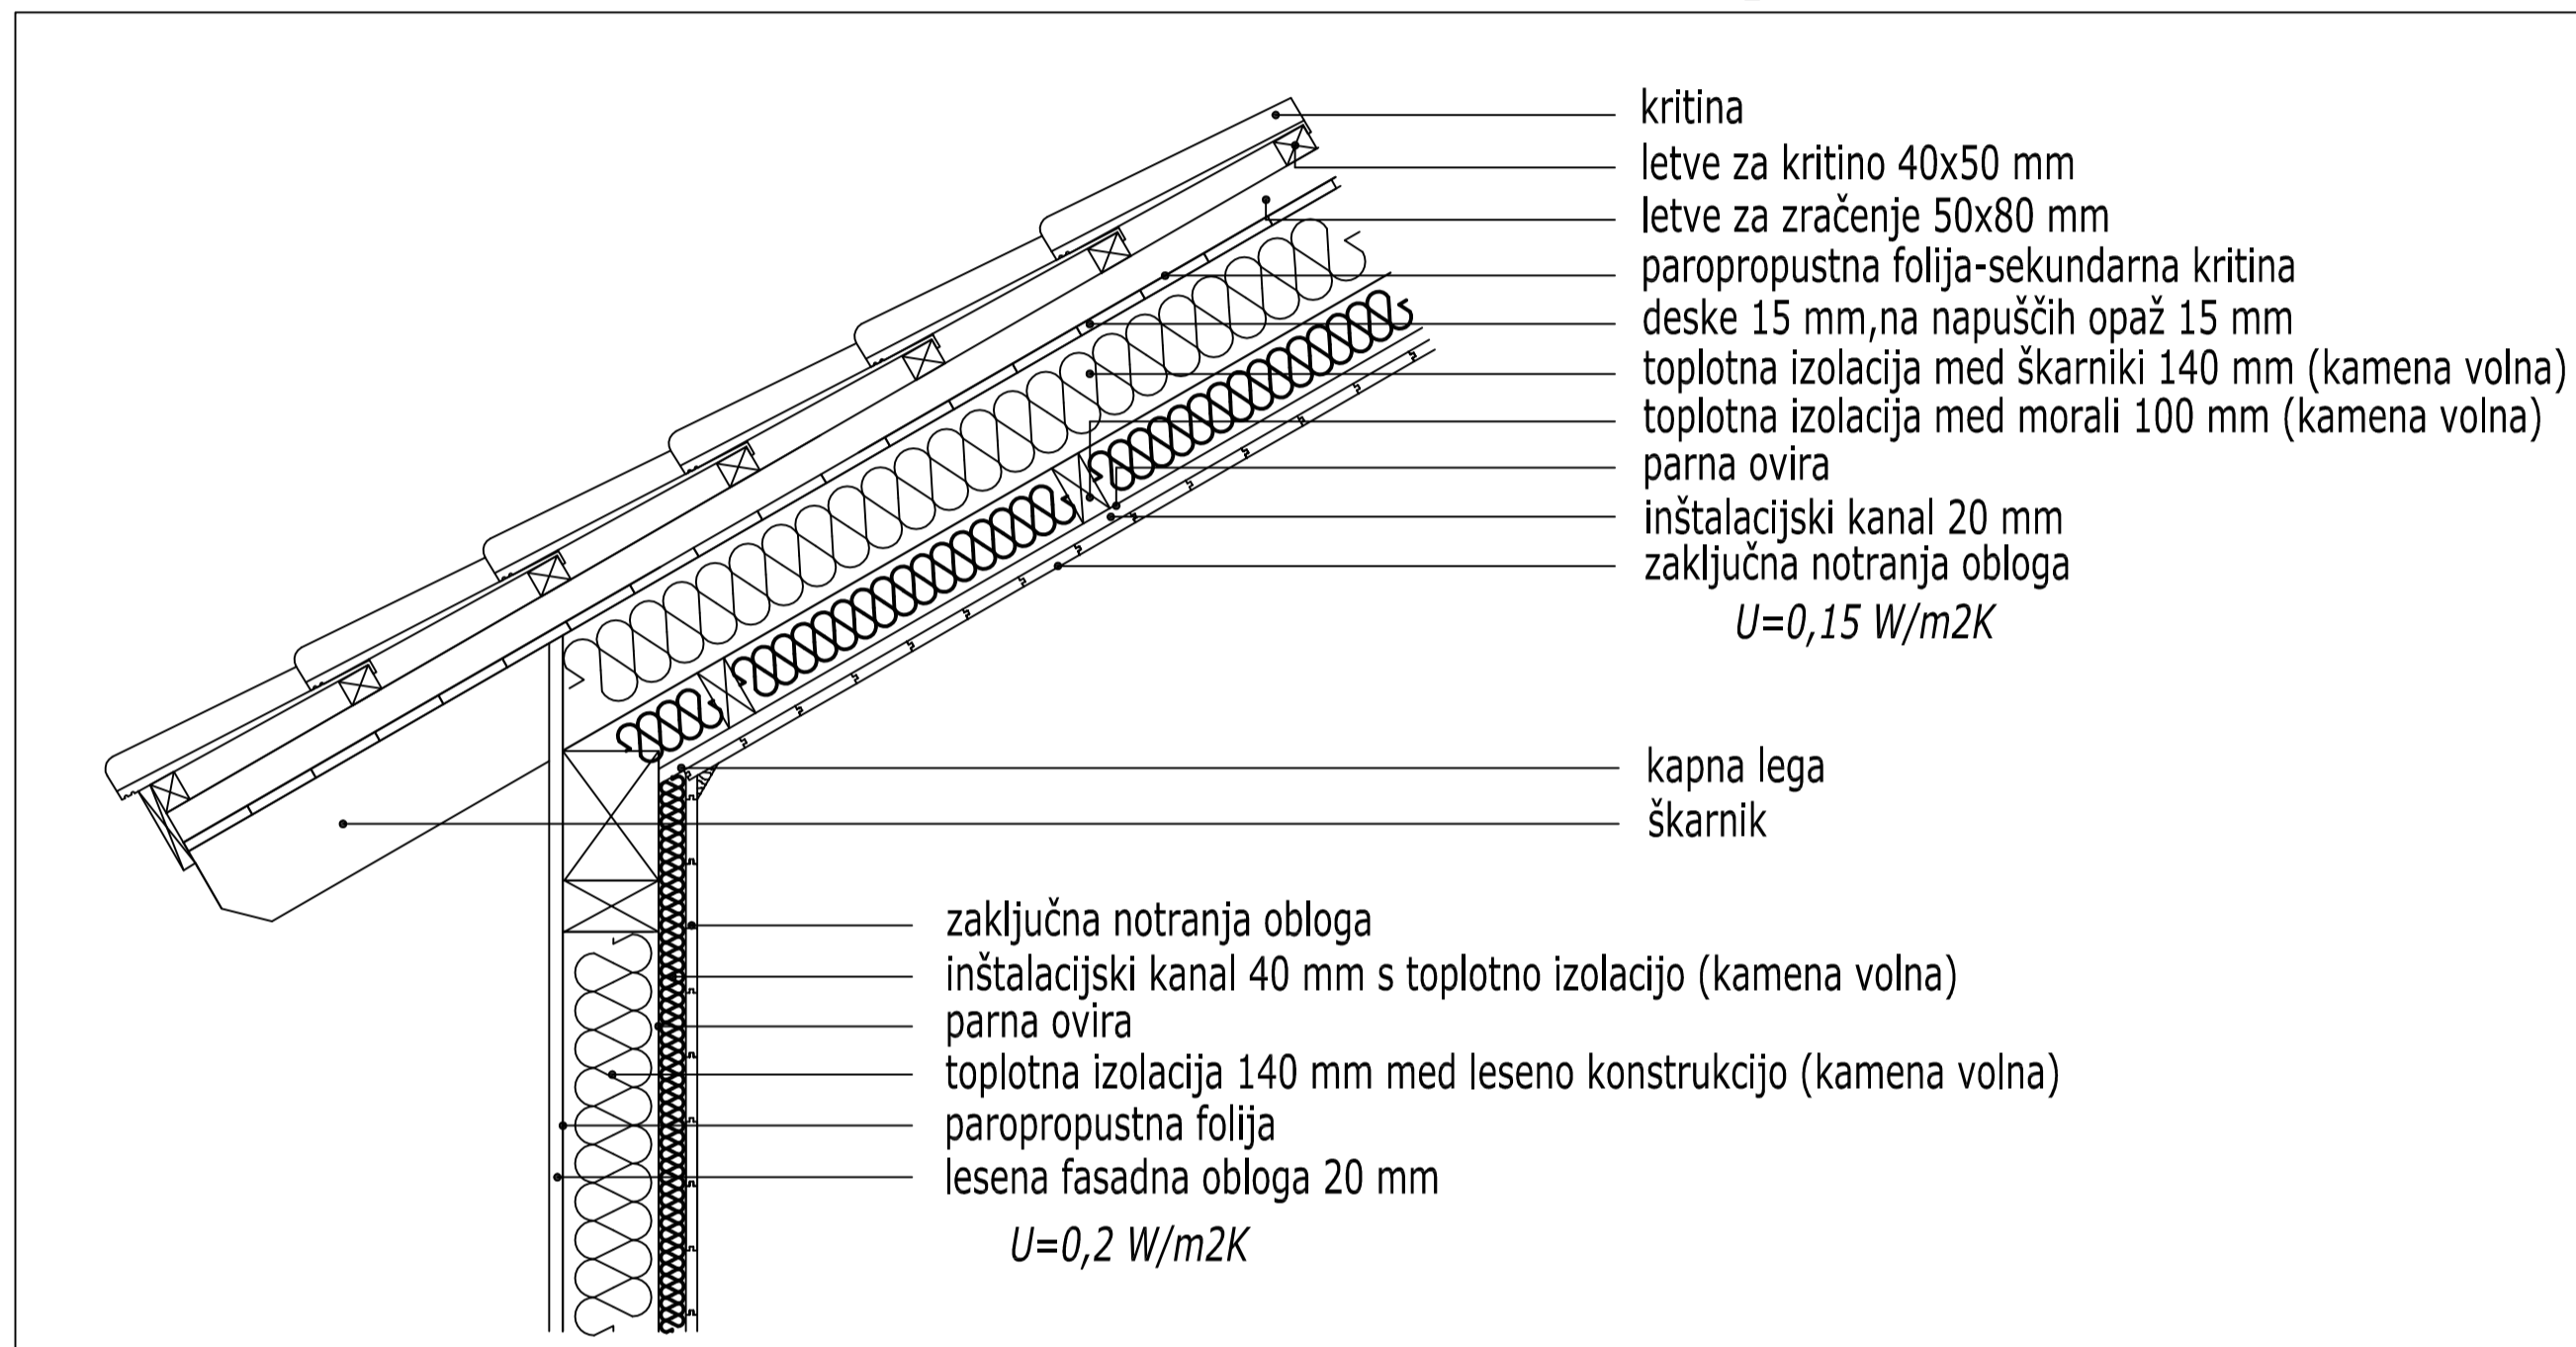 kritina
letve za kritino 40x50 mm
letve za zračenje 50x80 mm
paropropustna folija-sekundarna kritina
deske 15 mm,na napuščih opaž 15 mm
toplotna izolacija med škarniki 140 mm (kamena volna)
toplotna izolacija med morali 100 mm (kamena volna)
parna ovira
inštalacijski kanal 20 mm
zaključna notranja obloga
U=0,15 W/m2K
kapna lega
škarnik
zaključna notranja obloga
inštalacijski kanal 40 mm s toplotno izolacijo (kamena volna)
parna ovira
toplotna izolacija 140 mm med leseno konstrukcijo (kamena volna)
paropropustna folija
lesena fasadna obloga 20 mm
U=0,2 W/m2K